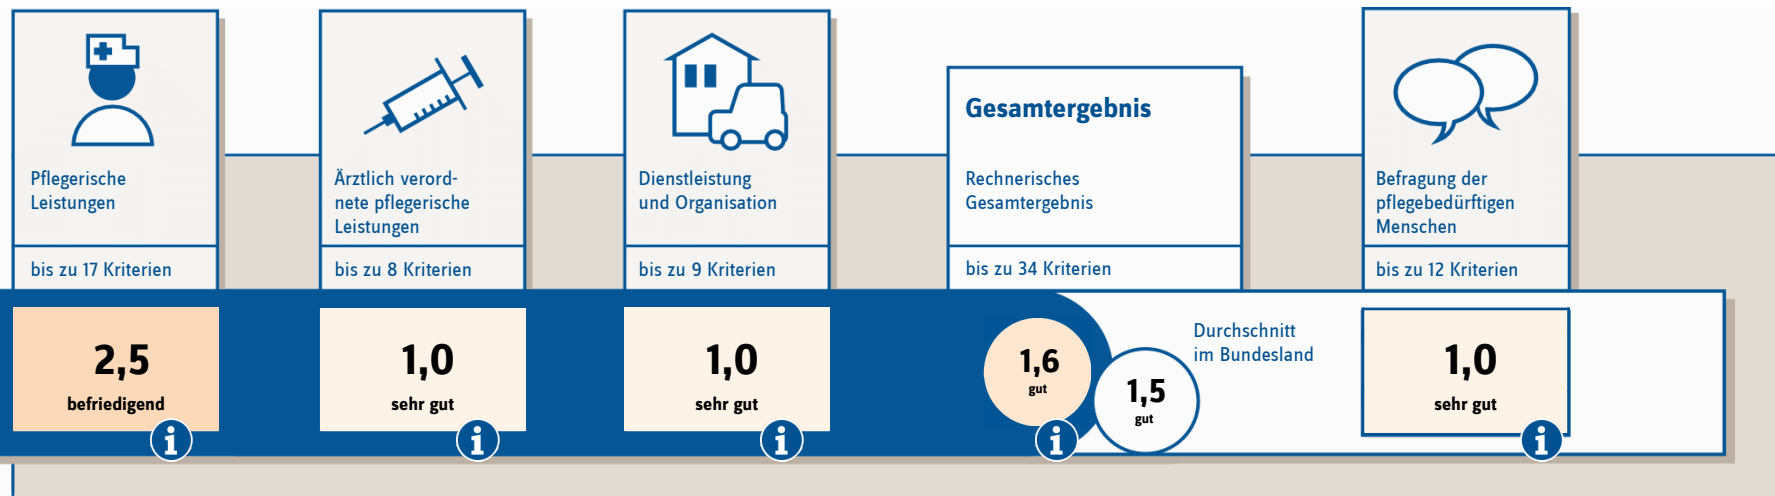 Pflegerische
Leistungen
bis zu 17 Kriterien
2,5
befriedigend
i
Ärztlich verord-
nete pflegerische
Leistungen
bis zu 8 Kriterien
1,0
sehr gut
i
Dienstleistung
und Organisation
bis zu 9 Kriterien
1,0
sehr gut
i
Gesamtergebnis
Rechnerisches
Gesamtergebnis
bis zu 34 Kriterien
1,6
gut
i
1,5
gut
Durchschnitt
im Bundesland
Befragung der
pflegebedürftigen
Menschen
bis zu 12 Kriterien
1,0
sehr gut
i